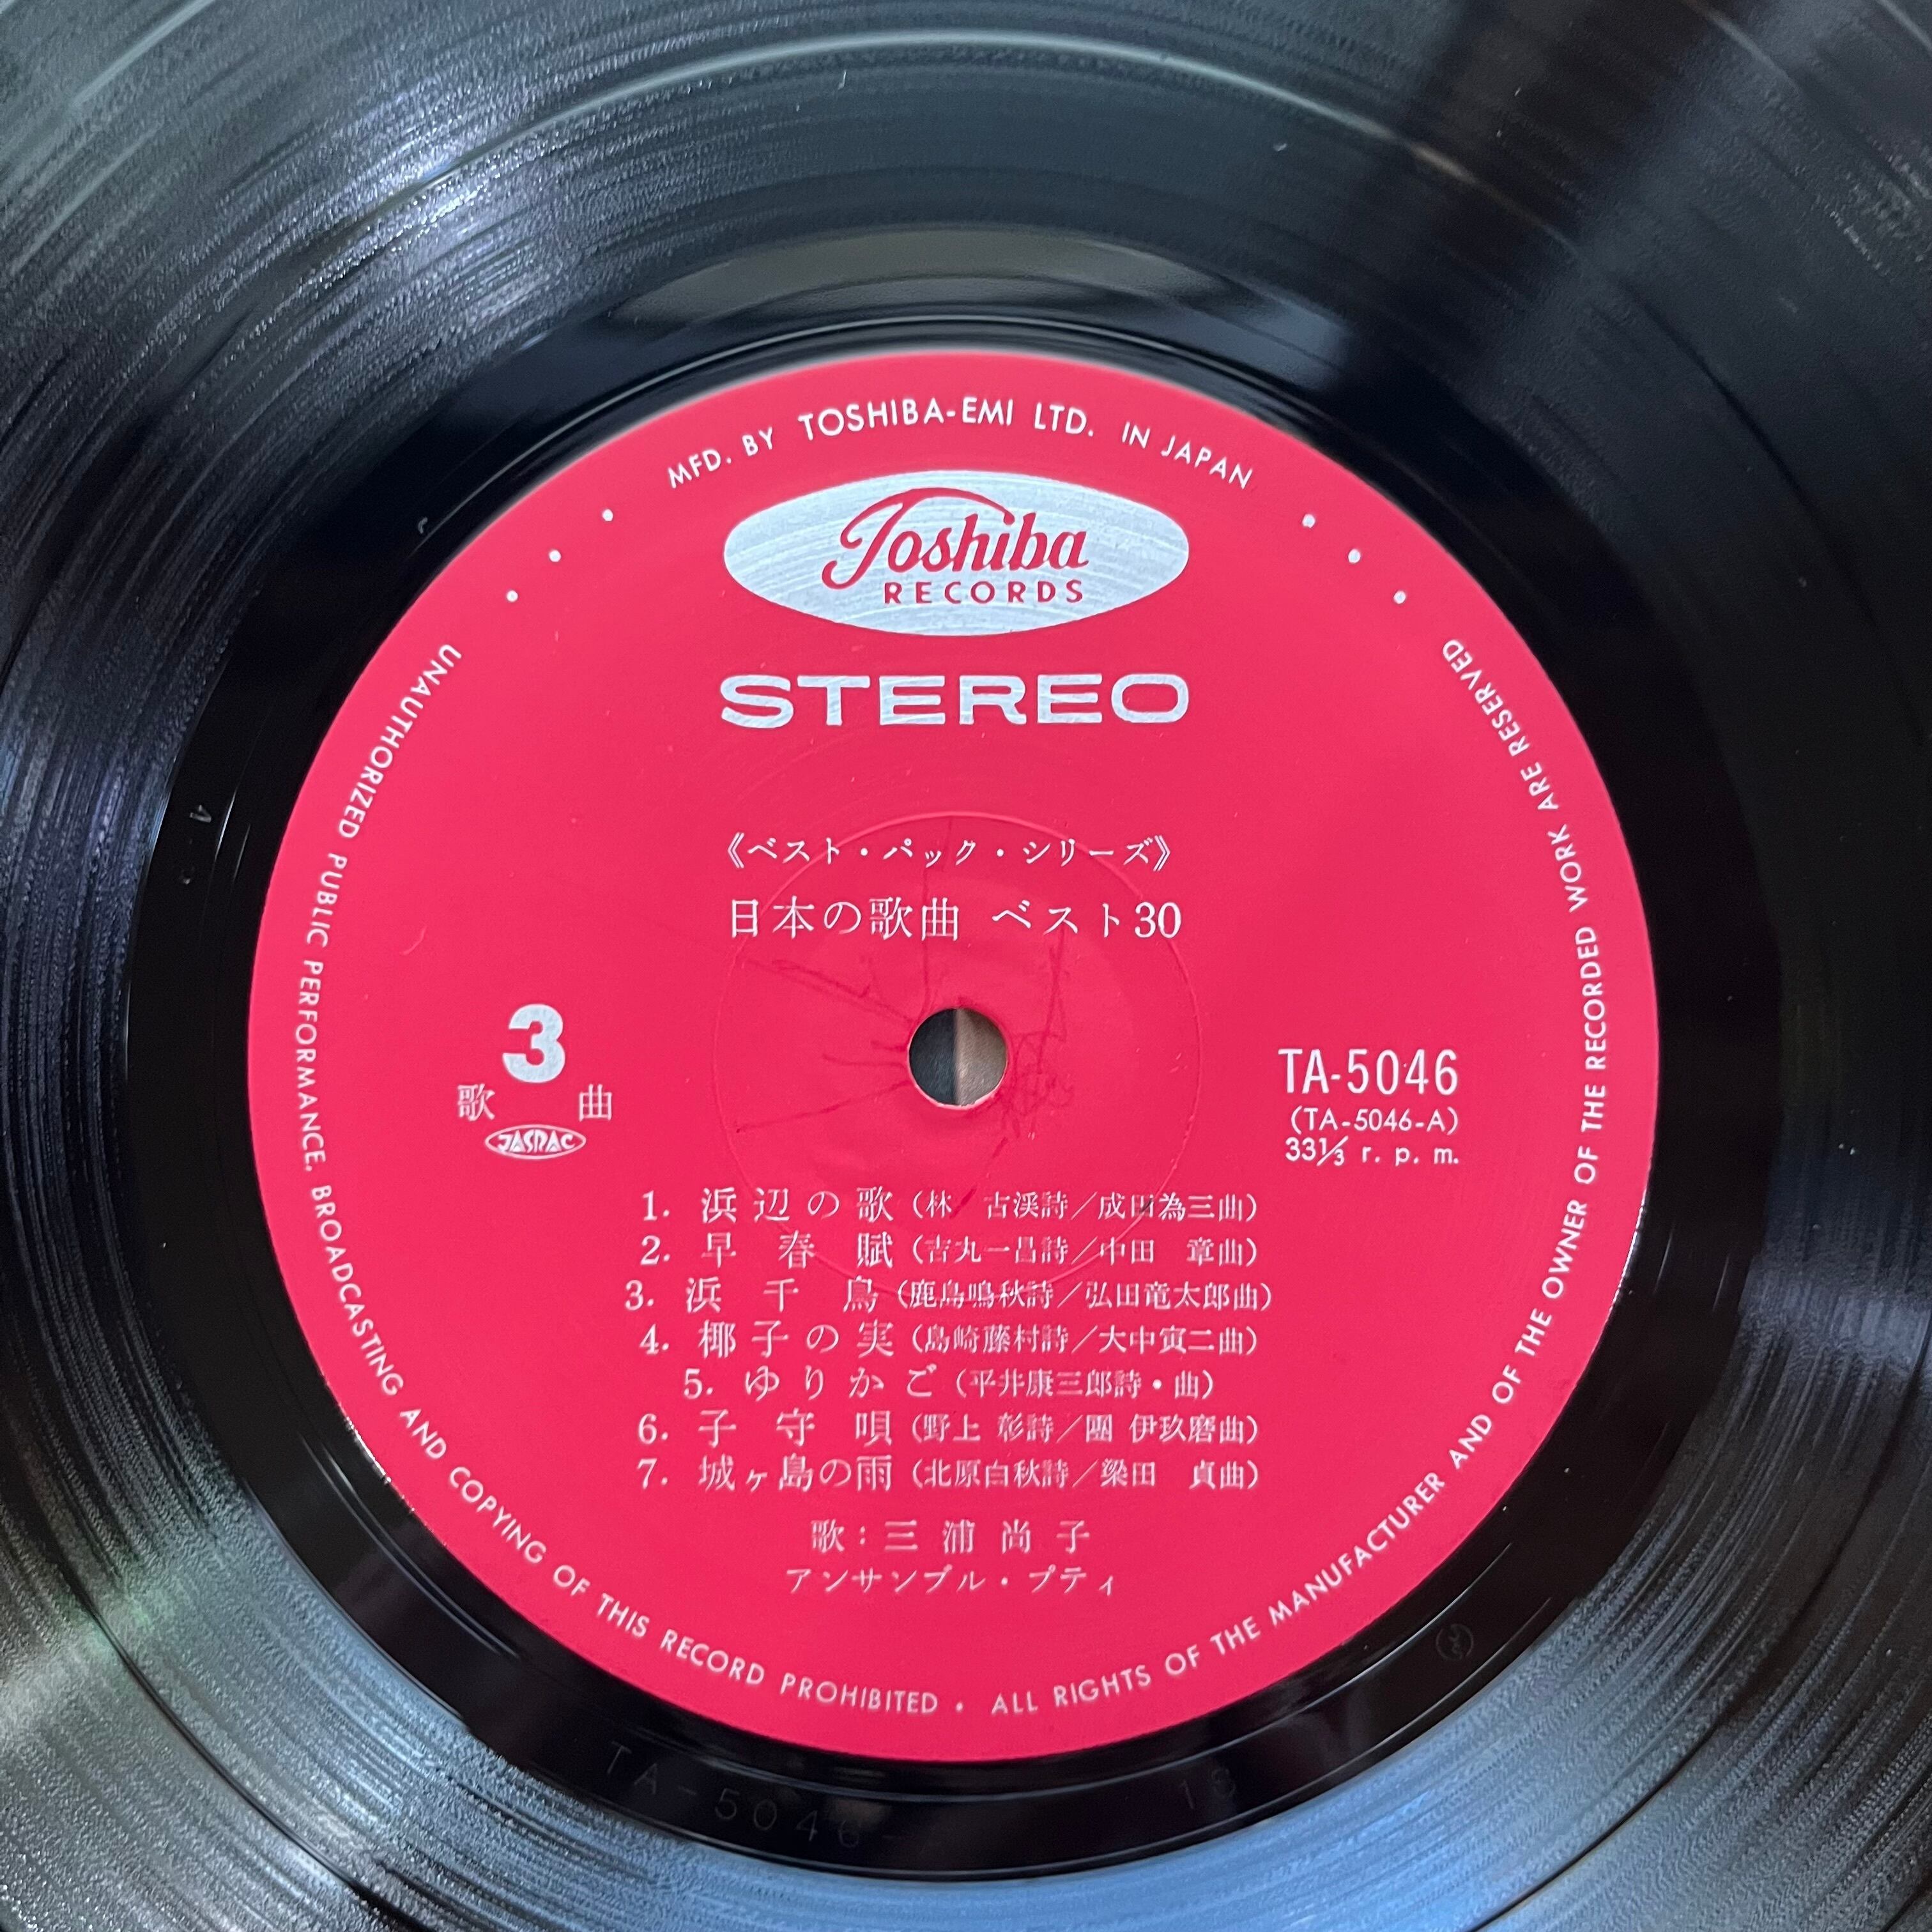 MFD. BY TOSHIBA-EMI LTD. IN JAPAN
Toshiba
RECORDS
STEREO
《ベスト・パック・シリーズ》
日本の歌曲 ベスト30
3
歌 曲
JASRAC
TA-5046
(TA-5046-A)
33 1/3 r. p. m.
1. 浜辺の歌 (林 古渓詩/成田為三曲)
2. 早春賦 (吉丸一昌詩/中田 章曲)
3. 浜千鳥 (鹿島鳴秋詩/弘田竜太郎曲)
4. 椰子の実 (島崎藤村詩/大中寅二曲)
5. ゆりかご (平井康三郎詩・曲)
6. 子守唄 (野上 彰詩/團 伊玖磨曲)
7. 城ヶ島の雨 (北原白秋詩/梁田 貞曲)
歌:三浦尚子
アンサンブル・プティ
UNAUTHORIZED PUBLIC PERFORMANCE. BROADCASTING AND COPYING OF THIS RECORD PROHIBITED • ALL RIGHTS OF THE MANUFACTURER AND OF THE OWNER OF THE RECORDED WORK ARE RESERVED
TA-5046-